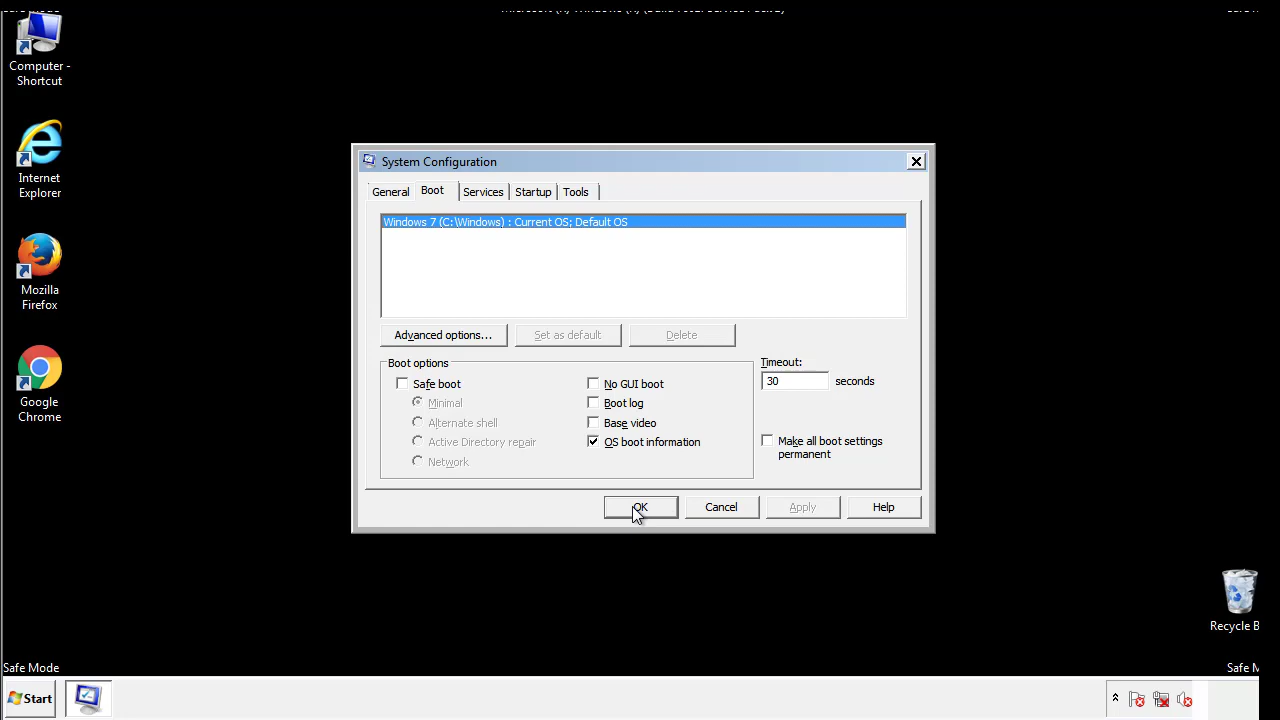 Computer -
Shortcut
Internet
Explorer
Mozilla
Firefox
Google
Chrome
System Configuration
General
Boot
Services
Startup
Tools
Windows 7 (C:\Windows) : Current OS; Default OS
Advanced options...
Set as default
Delete
Boot options
Safe boot
Minimal
Alternate shell
Active Directory repair
Network
No GUI boot
Boot log
Base video
OS boot information
Timeout:
30 seconds
Make all boot settings
permanent
OK
Cancel
Apply
Help
Recycle B
Safe Mode
Safe M
Start